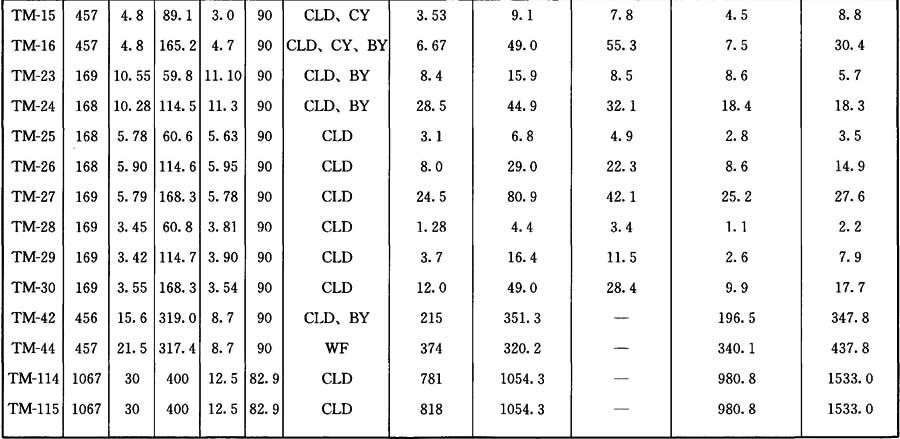 TM-15 457 4.8 89.1 3.0 90 CLD、CY 3.53 9.1 7.8 4.5 8.8
TM-16 457 4.8 165.2 4.7 90 CLD、CY、BY 6.67 49.0 55.3 7.5 30.4
TM-23 169 10.55 59.8 11.10 90 CLD、BY 8.4 15.9 8.5 8.6 5.7
TM-24 168 10.28 114.5 11.3 90 CLD、BY 28.5 44.9 32.1 18.4 18.3
TM-25 168 5.78 60.6 5.63 90 CLD 3.1 6.8 4.9 2.8 3.5
TM-26 168 5.90 114.6 5.95 90 CLD 8.0 29.0 22.3 8.6 14.9
TM-27 169 5.79 168.3 5.78 90 CLD 24.5 80.9 42.1 25.2 27.6
TM-28 169 3.45 60.8 3.81 90 CLD 1.28 4.4 3.4 1.1 2.2
TM-29 169 3.42 114.7 3.90 90 CLD 3.7 16.4 11.5 2.6 7.9
TM-30 169 3.55 168.3 3.54 90 CLD 12.0 49.0 28.4 9.9 17.7
TM-42 456 15.6 319.0 8.7 90 CLD、BY 215 351.3 — 196.5 347.8
TM-44 457 21.5 317.4 8.7 90 WF 374 320.2 — 340.1 437.8
TM-114 1067 30 400 12.5 82.9 CLD 781 1054.3 — 980.8 1533.0
TM-115 1067 30 400 12.5 82.9 CLD 818 1054.3 — 980.8 1533.0